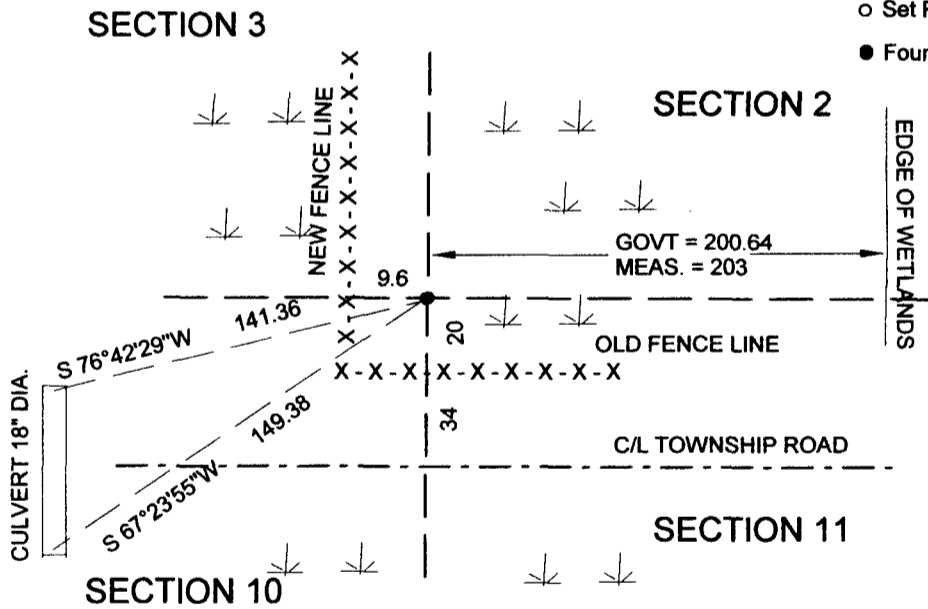 SECTION 3
o Set
● Four
SECTION 2
NEW FENCE LINE
X - X - X - X - X - X - X - X - X - X - X
EDGE OF WETLANDS
GOVT = 200.64
MEAS. = 203
9.6
141.36
S 76°42'29"W
20
OLD FENCE LINE
X - X - X - X - X - X - X - X - X
CULVERT 18" DIA.
149.38
34
S 67°23'55"W
C/L TOWNSHIP ROAD
SECTION 11
SECTION 10